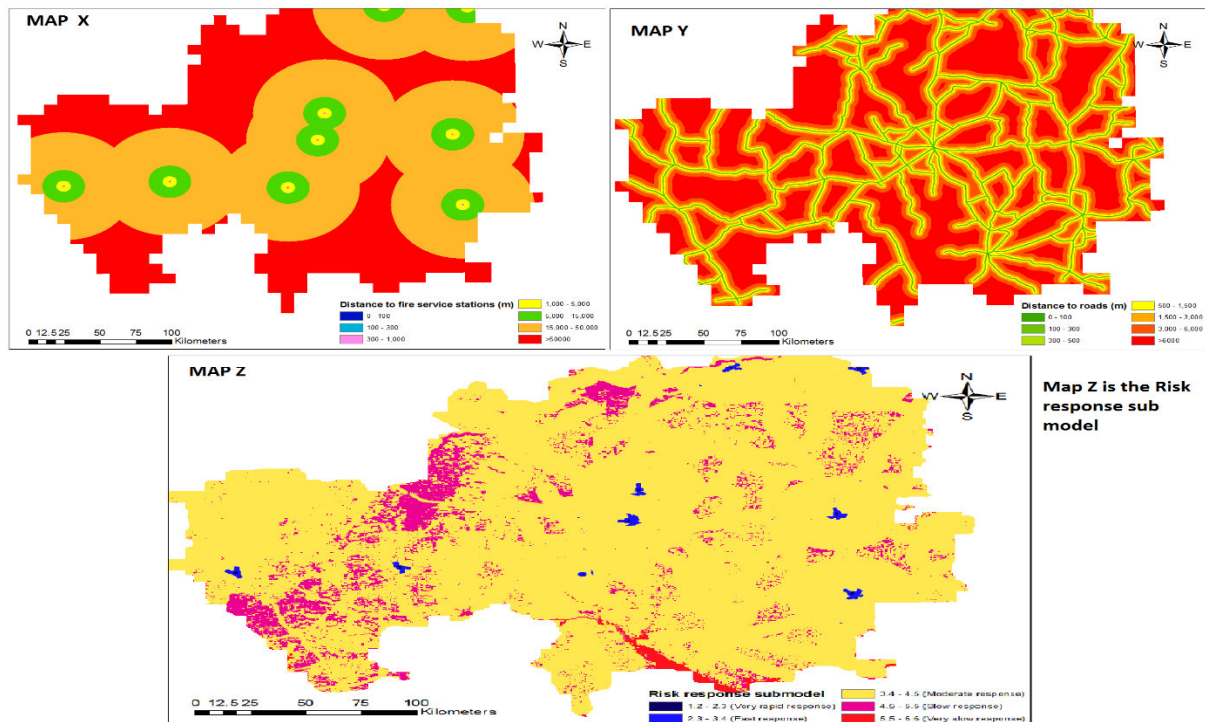 MAP X
N
W E
S
Distance to fire service stations (m)
0 - 100
100 - 300
300 - 1,000
1,000 - 5,000
5,000 - 15,000
15,000 - 50,000
>50000
0 12.5 25 50 75 100
Kilometers
MAP Y
N
W E
S
Distance to roads (m)
0 - 100
100 - 300
300 - 500
500 - 1,500
1,500 - 3,000
3,000 - 6,000
>6000
0 12.5 25 50 75 100
Kilometers
MAP Z
N
W E
S
Risk response submodel
1.2 - 2.3 (Very rapid response)
2.3 - 3.4 (Fast response)
3.4 - 4.5 (Moderate response)
4.5 - 5.5 (Slow response)
5.5 - 6.6 (Very slow response)
0 12.5 25 50 75 100
Kilometers
Map Z is the Risk
response sub
model